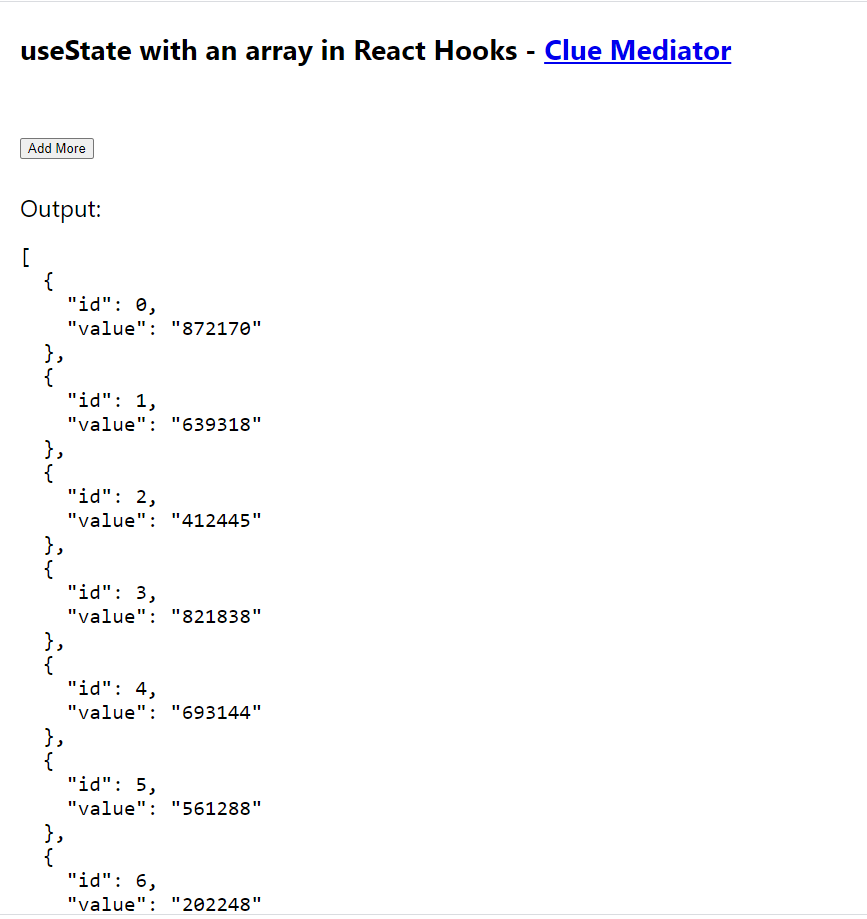 useState with an array in React Hooks - Clue Mediator
Add More
Output:
[
  {
    "id": 0,
    "value": "872170"
  },
  {
    "id": 1,
    "value": "639318"
  },
  {
    "id": 2,
    "value": "412445"
  },
  {
    "id": 3,
    "value": "821838"
  },
  {
    "id": 4,
    "value": "693144"
  },
  {
    "id": 5,
    "value": "561288"
  },
  {
    "id": 6,
    "value": "202248"